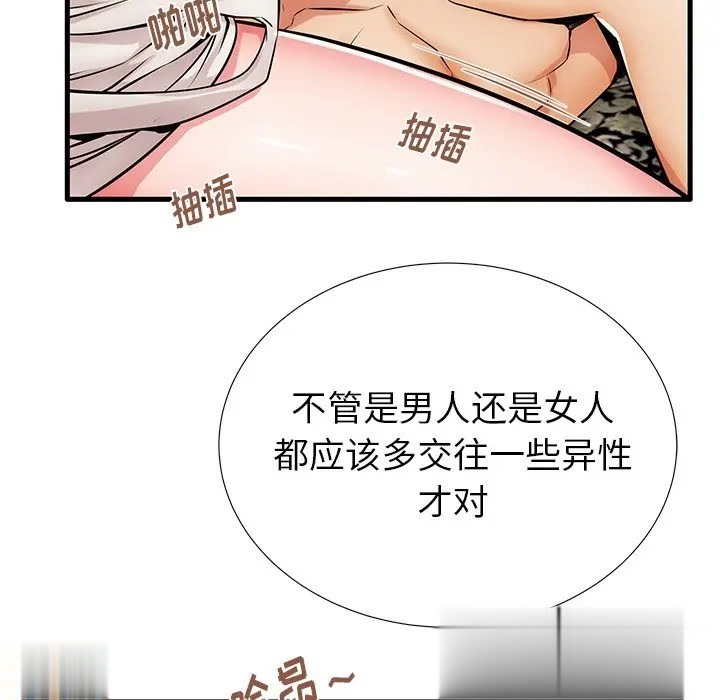 啪啪
抽插
抽插
不管是男人还是女人
都应该多交往一些异性
才对